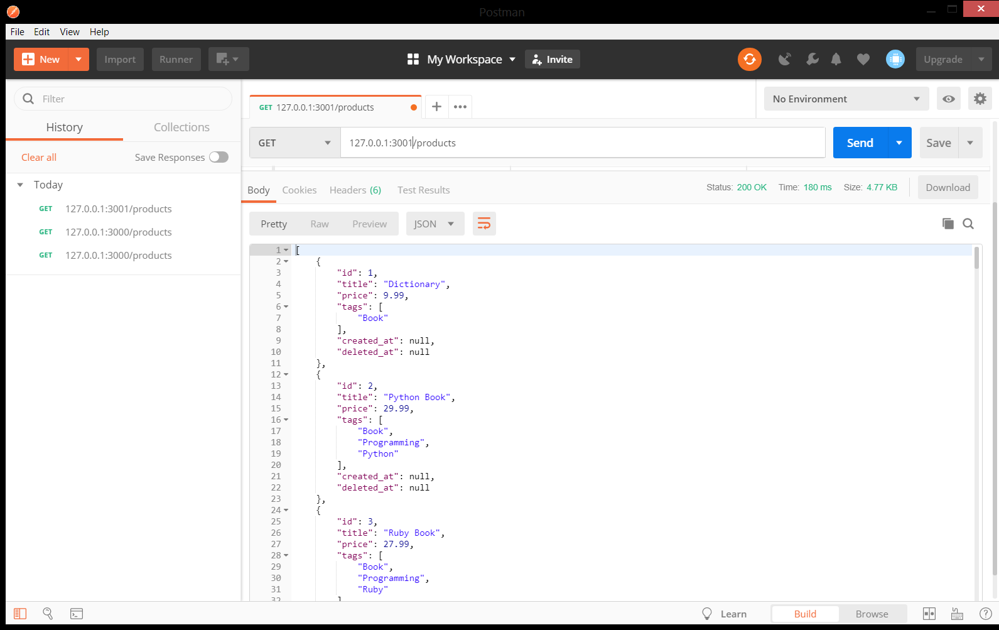 Postman
File Edit View Help
New Import Runner My Workspace Invite Upgrade
Filter
History Collections
Clear all Save Responses
Today
GET 127.0.0.1:3001/products
GET 127.0.0.1:3000/products
GET 127.0.0.1:3000/products
GET 127.0.0.1:3001/products
No Environment
GET 127.0.0.1:3001/products Send Save
Body Cookies Headers (6) Test Results Status: 200 OK Time: 180 ms Size: 4.77 KB Download
Pretty Raw Preview JSON
1 [
2 {
3 "id": 1,
4 "title": "Dictionary",
5 "price": 9.99,
6 "tags": [
7 "Book"
8 ],
9 "created_at": null,
10 "deleted_at": null
11 },
12 {
13 "id": 2,
14 "title": "Python Book",
15 "price": 29.99,
16 "tags": [
17 "Book",
18 "Programming",
19 "Python"
20 ],
21 "created_at": null,
22 "deleted_at": null
23 },
24 {
25 "id": 3,
26 "title": "Ruby Book",
27 "price": 27.99,
28 "tags": [
29 "Book",
30 "Programming",
31 "Ruby"
32 ]
Learn Build Browse